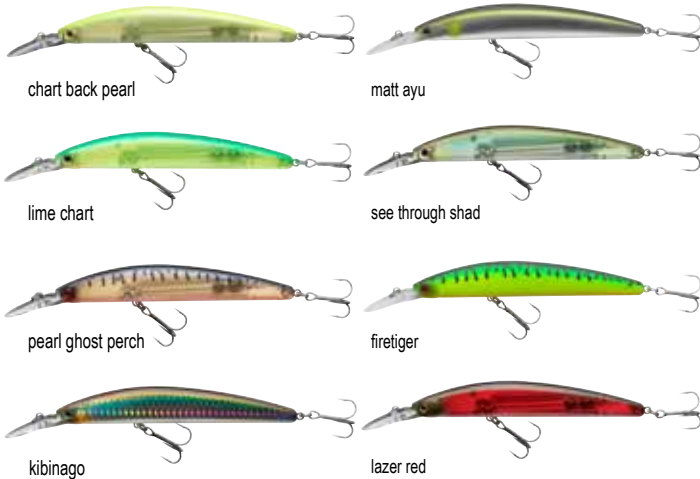 chart back pearl
matt ayu
lime chart
see through shad
pearl ghost perch
firetiger
kibinago
lazer red